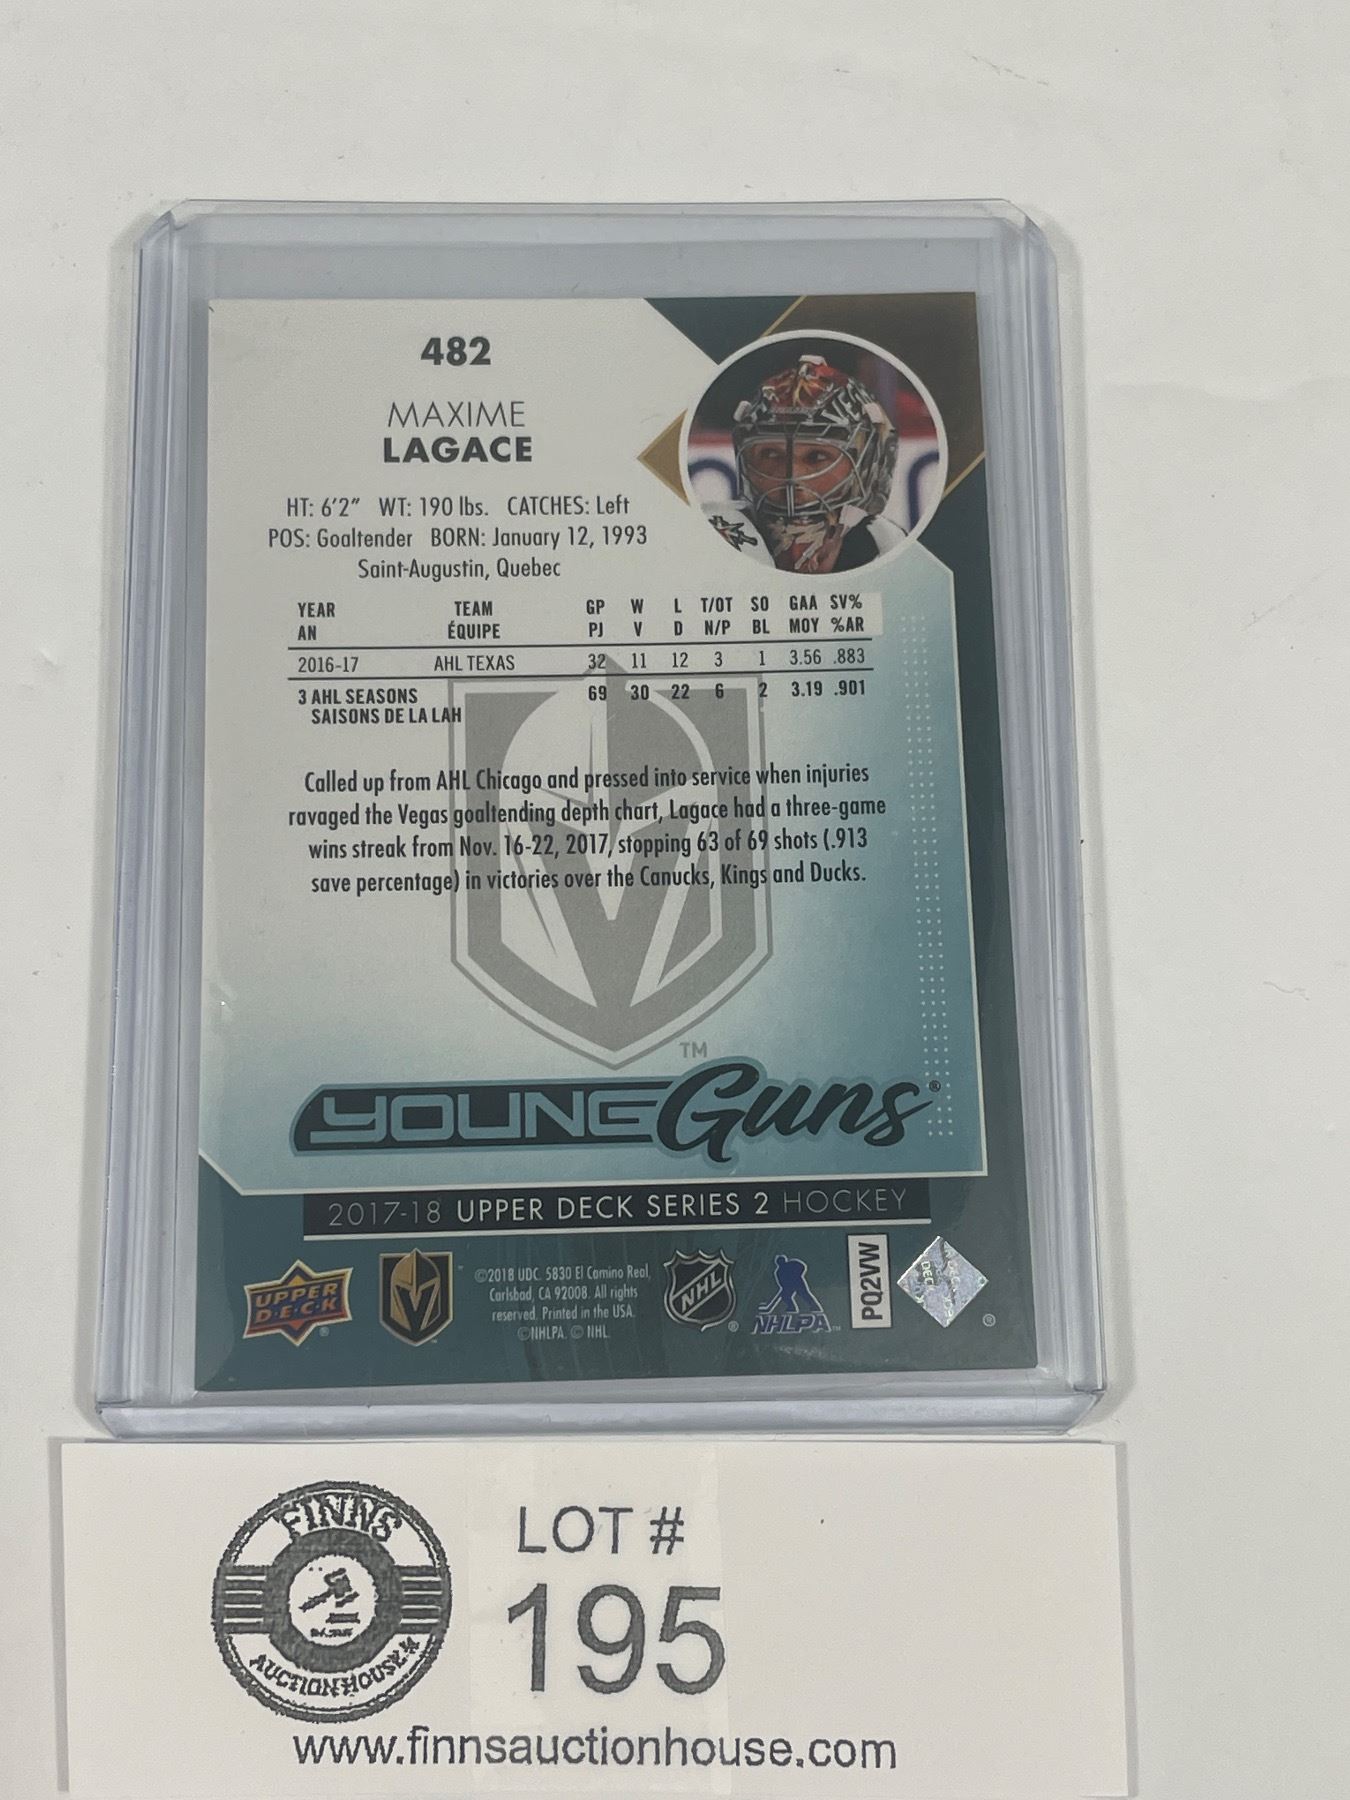 482
MAXIME
LAGACE
HT: 6'2" WT: 190 lbs. CATCHES: Left
POS: Goaltender BORN: January 12, 1993
Saint-Augustin, Quebec
YEAR TEAM GP W L T/OT SO GAA SV%
AN ÉQUIPE PJ V D N/P BL MOY %AR
2016-17 AHL TEXAS 32 11 12 3 1 3.56 .883
3 AHL SEASONS 69 30 22 6 2 3.19 .901
SAISONS DE LA LAH
Called up from AHL Chicago and pressed into service when injuries
ravaged the Vegas goaltending depth chart, Lagace had a three-game
wins streak from Nov. 16-22, 2017, stopping 63 of 69 shots (.913
save percentage) in victories over the Canucks, Kings and Ducks.
TM
YOUNG Guns®
2017-18 UPPER DECK SERIES 2 HOCKEY
UPPER
D·E·C·K
®
©2018 UDC. 5830 El Camino Real,
Carlsbad, CA 92008. All rights
reserved. Printed in the USA.
©NHLPA. © NHL.
NHL
®
NHLPA
PQ2VW
®
FINNS
AUCTIONHOUSE
LOT #
195
www.finnsauctionhouse.com